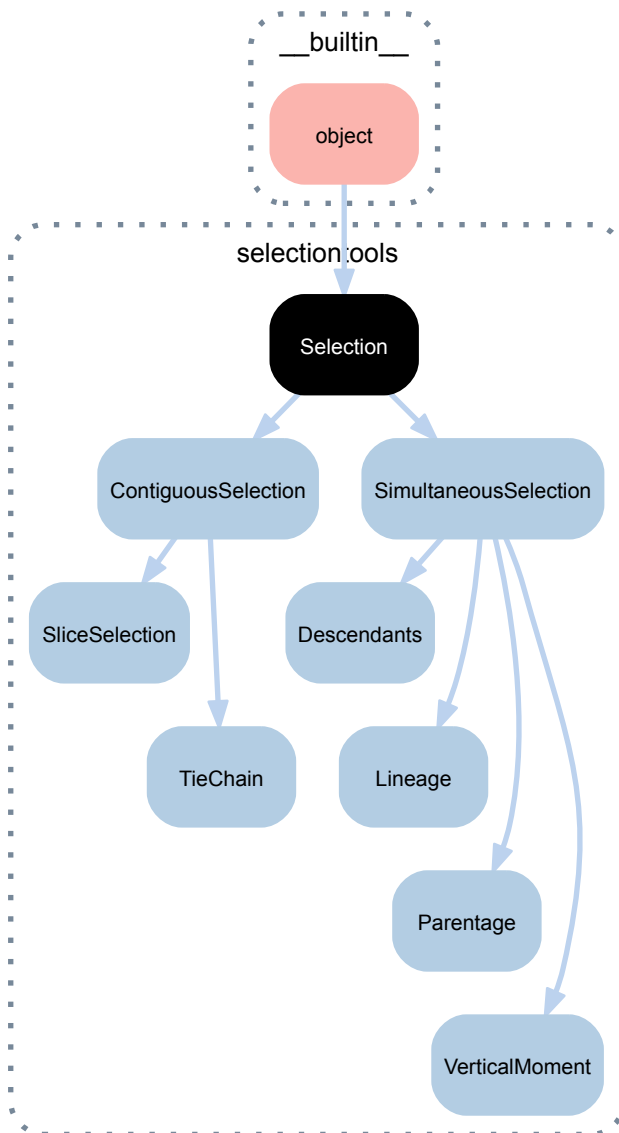 __builtin__
object
selectiontools
Selection
ContiguousSelection
SimultaneousSelection
SliceSelection
Descendants
TieChain
Lineage
Parentage
VerticalMoment